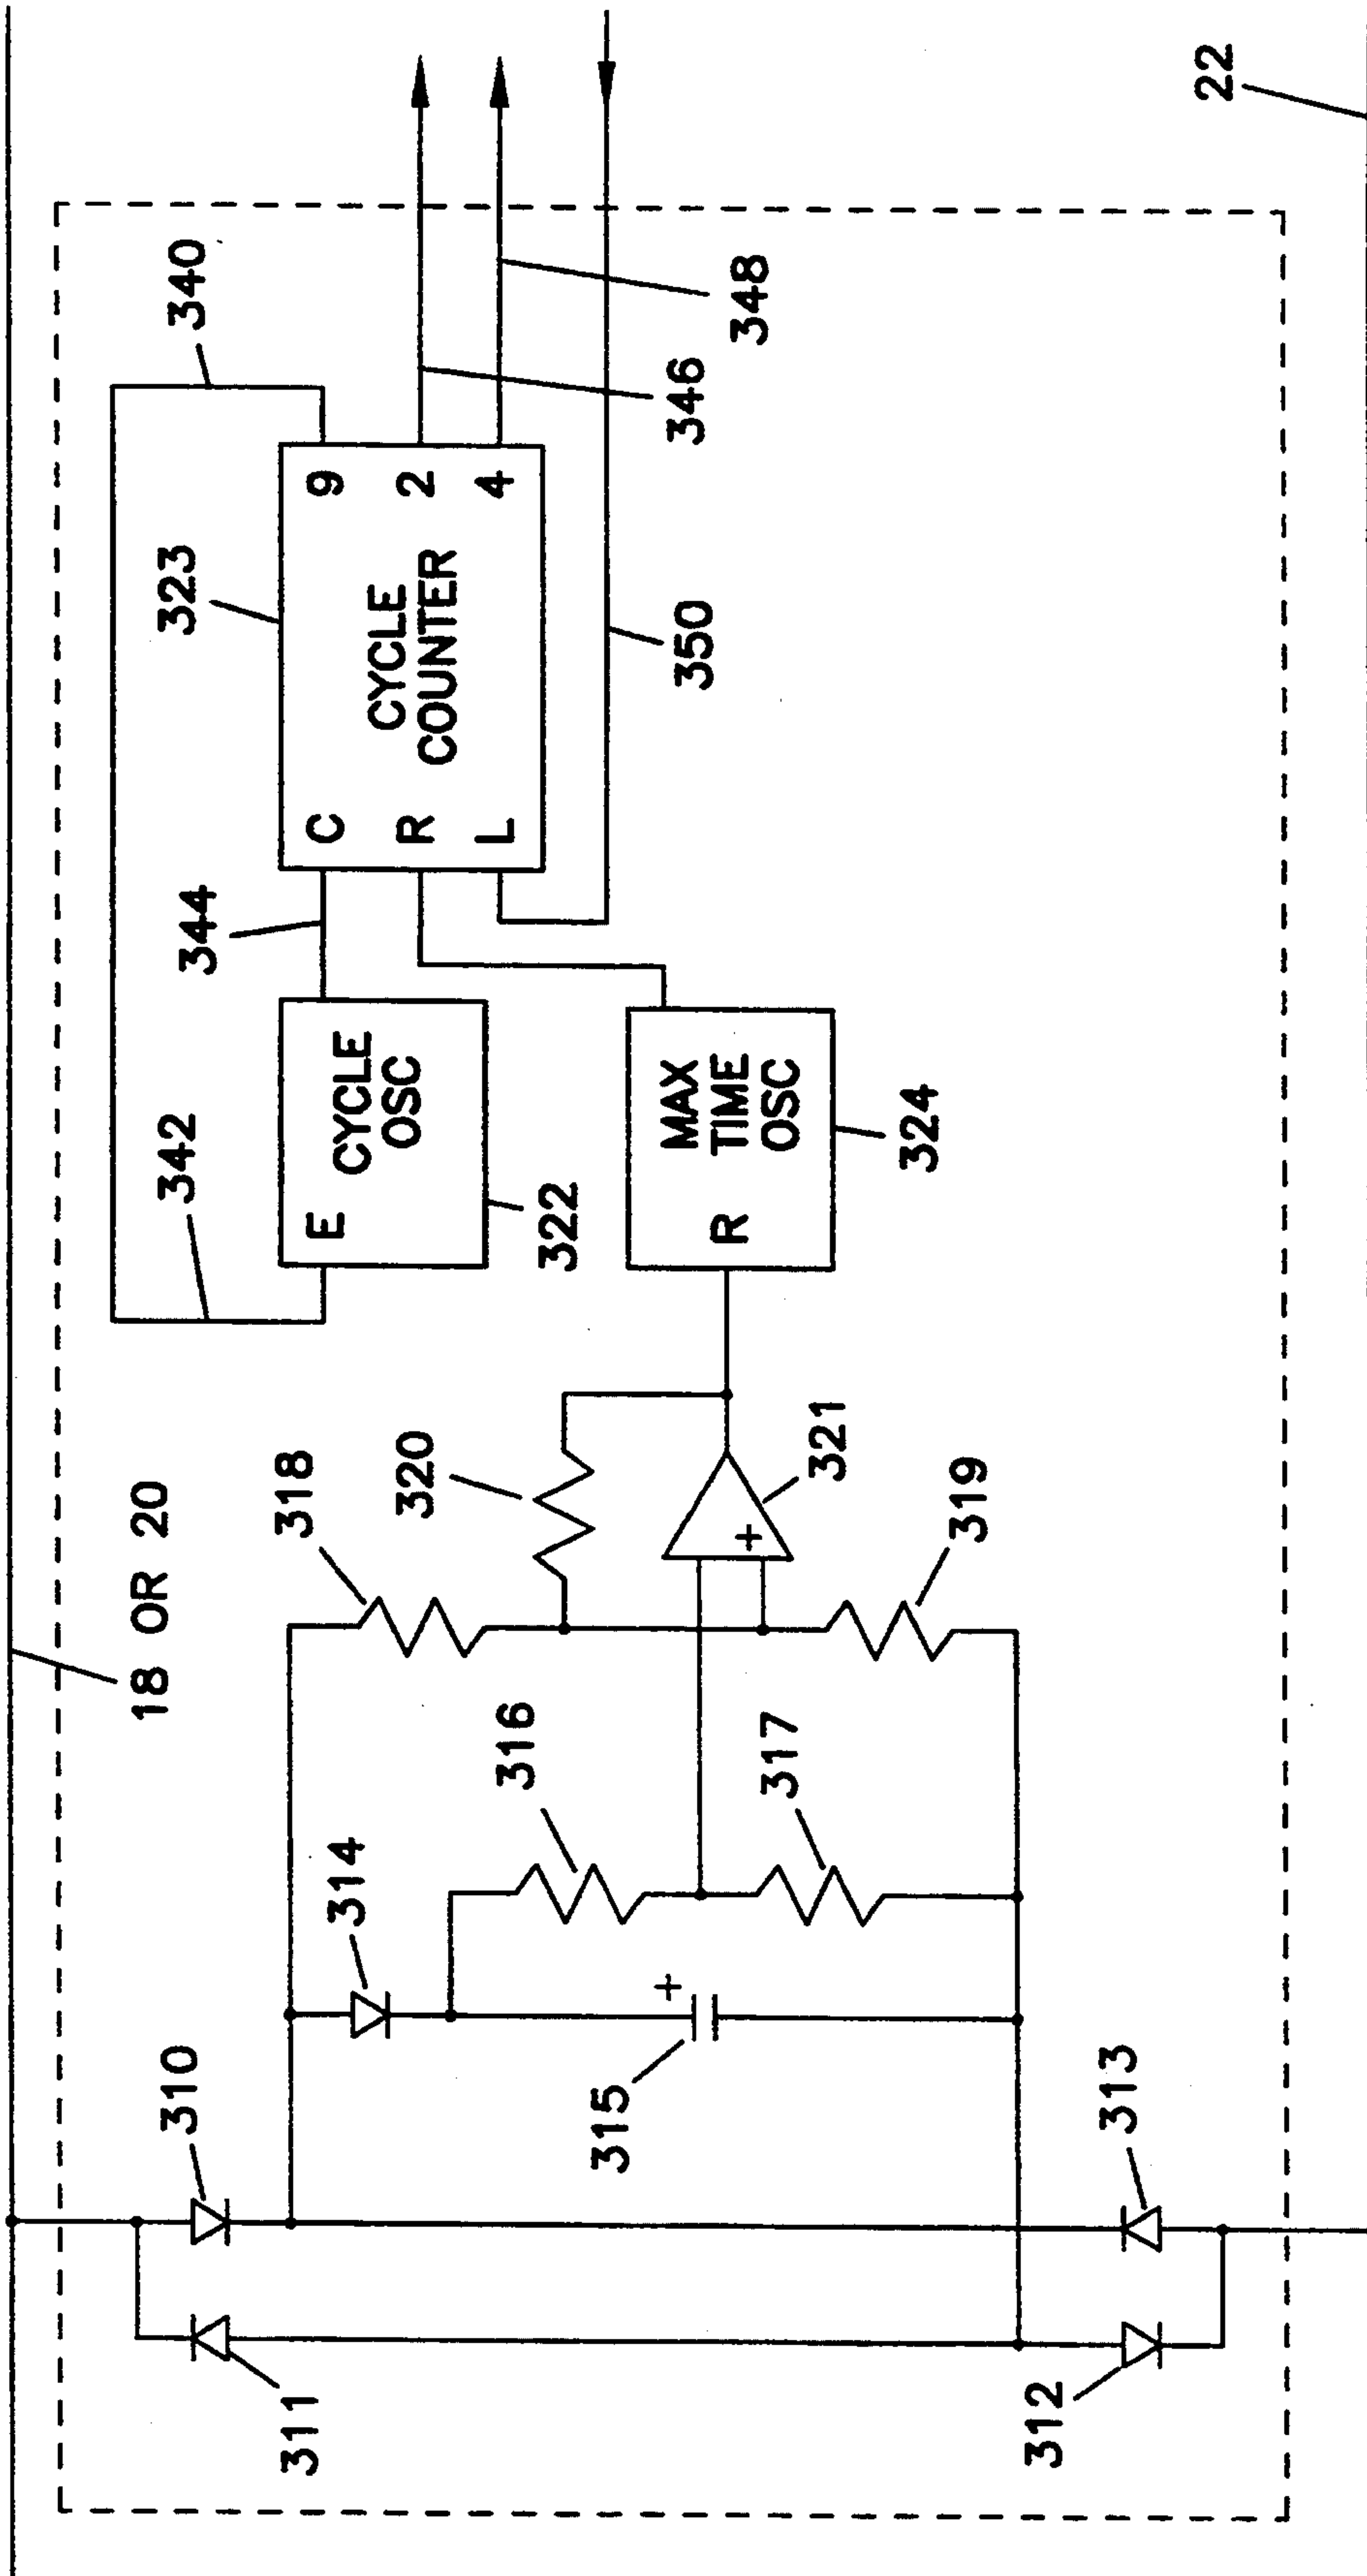 18 OR 20
22
310
311
312
313
314
315
+
316
317
318
319
320
321
+
322
E CYCLE OSC
342
344
323
C
R
L
CYCLE
COUNTER
9
2
4
340
324
R
MAX
TIME
OSC
346
348
350